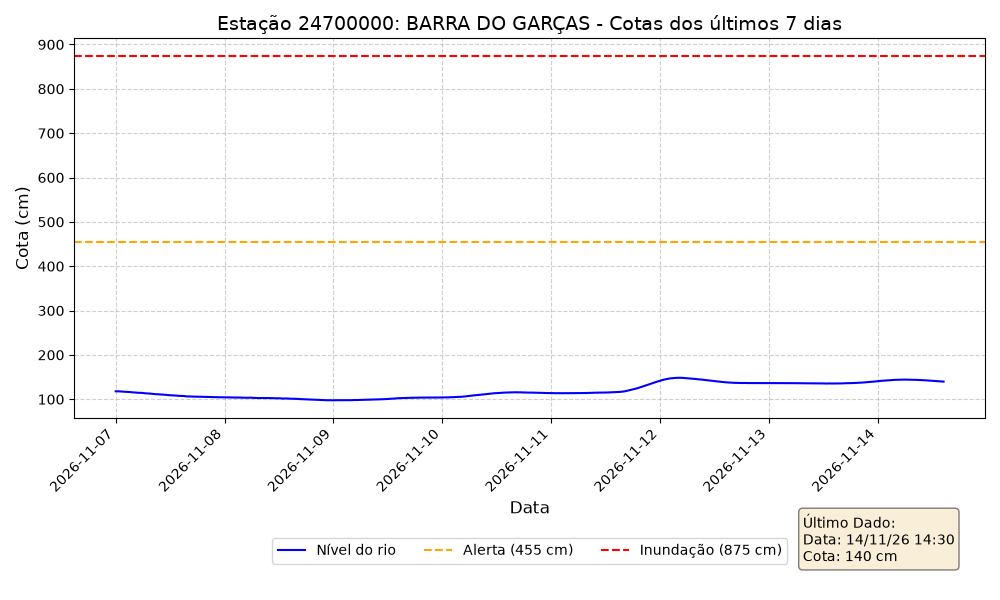 Estação 24700000: BARRA DO GARÇAS - Cotas dos últimos 7 dias
Cota (cm)
900
800
700
600
500
400
300
200
100
2026-11-07
2026-11-08
2026-11-09
2026-11-10
2026-11-11
2026-11-12
2026-11-13
2026-11-14
Data
Nível do rio
Alerta (455 cm)
Inundação (875 cm)
Último Dado:
Data: 14/11/26 14:30
Cota: 140 cm